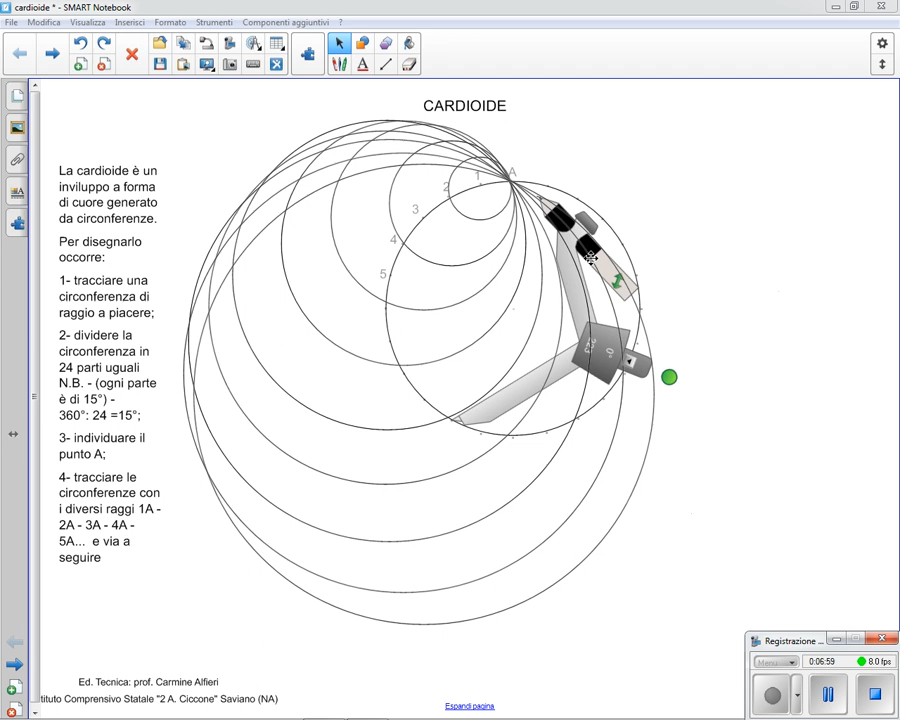 cardioide * - SMART Notebook
File Modifica Visualizza Inserisci Formato Strumenti Componenti aggiuntivi ?
CARDIOIDE
La cardioide è un
inviluppo a forma
di cuore generato
da circonferenze.
Per disegnarlo
occorre:
1- tracciare una
circonferenza di
raggio a piacere;
2- dividere la
circonferenza in
24 parti uguali
N.B. - (ogni parte
è di 15°) -
360°: 24 =15°;
3- individuare il
punto A;
4- tracciare le
circonferenze con
i diversi raggi 1A -
2A - 3A - 4A -
5A... e via a
seguire
A
1
2
3
4
5
0°
Ed. Tecnica: prof. Carmine Alfieri
tituto Comprensivo Statale "2 A. Ciccone" Saviano (NA)
Espandi pagina
Registrazione ...
Menu
0:06:59
8.0 fps